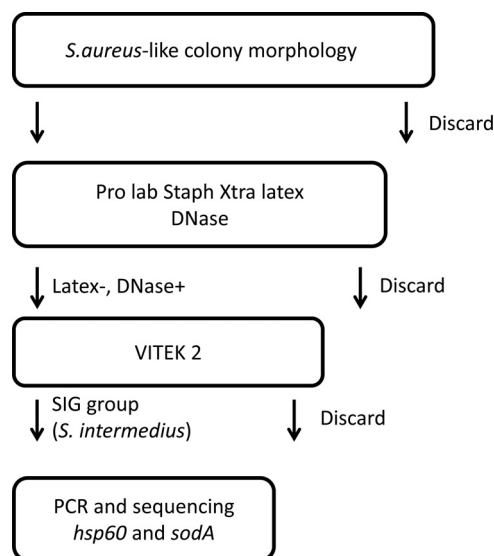 S.aureus-like colony morphology
Discard
Pro lab Staph Xtra latex
DNase
Latex-, DNase+
Discard
VITEK 2
SIG group
(S. intermedius)
Discard
PCR and sequencing
hsp60 and sodA